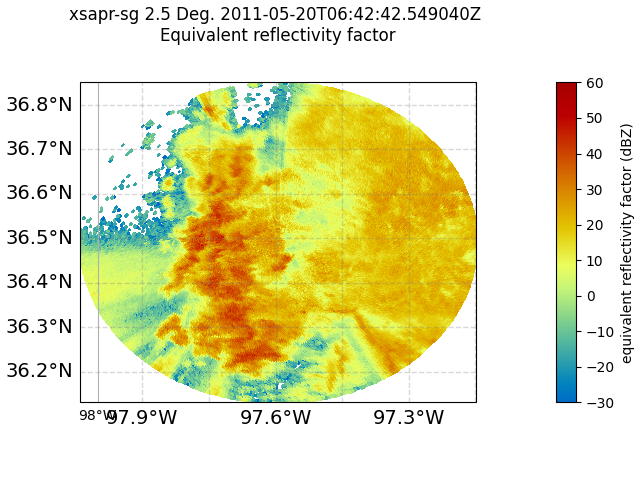 xsapr-sg 2.5 Deg. 2011-05-20T06:42:42.549040Z
Equivalent reflectivity factor
36.8°N
36.7°N
36.6°N
36.5°N
36.4°N
36.3°N
36.2°N
98°W 97.9°W 97.6°W 97.3°W
60
50
40
30
20
10
0
−10
−20
−30
equivalent reflectivity factor (dBZ)